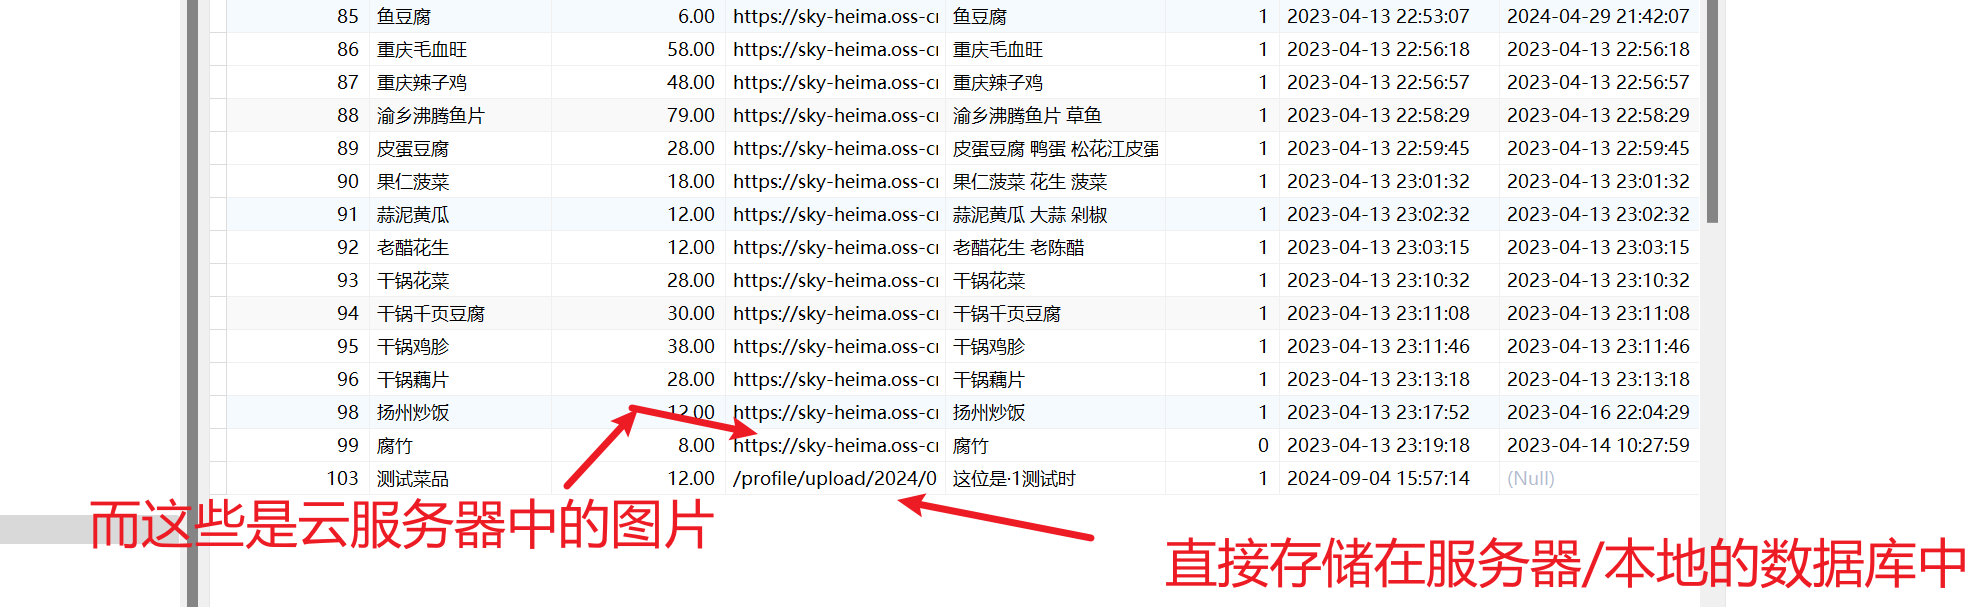 85 鱼豆腐 6.00 https://sky-heima.oss-cr 鱼豆腐 1 2023-04-13 22:53:07 2024-04-29 21:42:07
86 重庆毛血旺 58.00 https://sky-heima.oss-cr 重庆毛血旺 1 2023-04-13 22:56:18 2023-04-13 22:56:18
87 重庆辣子鸡 48.00 https://sky-heima.oss-cr 重庆辣子鸡 1 2023-04-13 22:56:57 2023-04-13 22:56:57
88 渝乡沸腾鱼片 79.00 https://sky-heima.oss-cr 渝乡沸腾鱼片 草鱼 1 2023-04-13 22:58:29 2023-04-13 22:58:29
89 皮蛋豆腐 28.00 https://sky-heima.oss-cr 皮蛋豆腐 鸭蛋 松花江皮蛋 1 2023-04-13 22:59:45 2023-04-13 22:59:45
90 果仁菠菜 18.00 https://sky-heima.oss-cr 果仁菠菜 花生 菠菜 1 2023-04-13 23:01:32 2023-04-13 23:01:32
91 蒜泥黄瓜 12.00 https://sky-heima.oss-cr 蒜泥黄瓜 大蒜 剁椒 1 2023-04-13 23:02:32 2023-04-13 23:02:32
92 老醋花生 12.00 https://sky-heima.oss-cr 老醋花生 老陈醋 1 2023-04-13 23:03:15 2023-04-13 23:03:15
93 干锅花菜 28.00 https://sky-heima.oss-cr 干锅花菜 1 2023-04-13 23:10:32 2023-04-13 23:10:32
94 干锅千页豆腐 30.00 https://sky-heima.oss-cr 干锅千页豆腐 1 2023-04-13 23:11:08 2023-04-13 23:11:08
95 干锅鸡胗 38.00 https://sky-heima.oss-cr 干锅鸡胗 1 2023-04-13 23:11:46 2023-04-13 23:11:46
96 干锅藕片 28.00 https://sky-heima.oss-cr 干锅藕片 1 2023-04-13 23:13:18 2023-04-13 23:13:18
98 扬州炒饭 12.00 https://sky-heima.oss-cr 扬州炒饭 1 2023-04-13 23:17:52 2023-04-16 22:04:29
99 腐竹 8.00 https://sky-heima.oss-cr 腐竹 0 2023-04-13 23:19:18 2023-04-14 10:27:59
103 测试菜品 12.00 /profile/upload/2024/0 这位是·1测试时 1 2024-09-04 15:57:14 (Null)
而这些是云服务器中的图片
直接存储在服务器/本地的数据库中